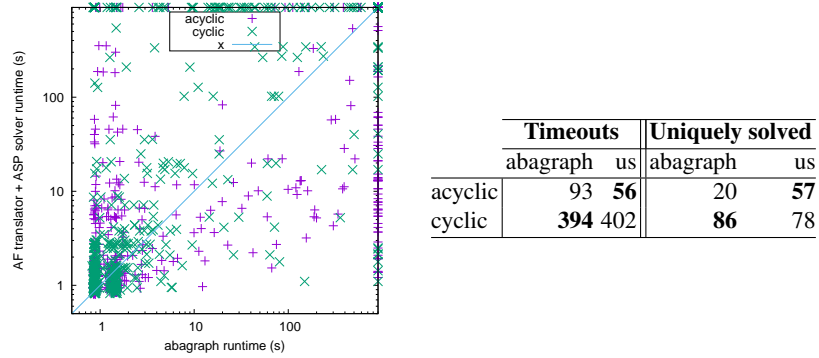 acyclic
cyclic
x
AF translator + ASP solver runtime (s)
100
10
1
1 10 100
abagraph runtime (s)
Timeouts Uniquely solved
abagraph us abagraph us
acyclic 93 56 20 57
cyclic 394 402 86 78